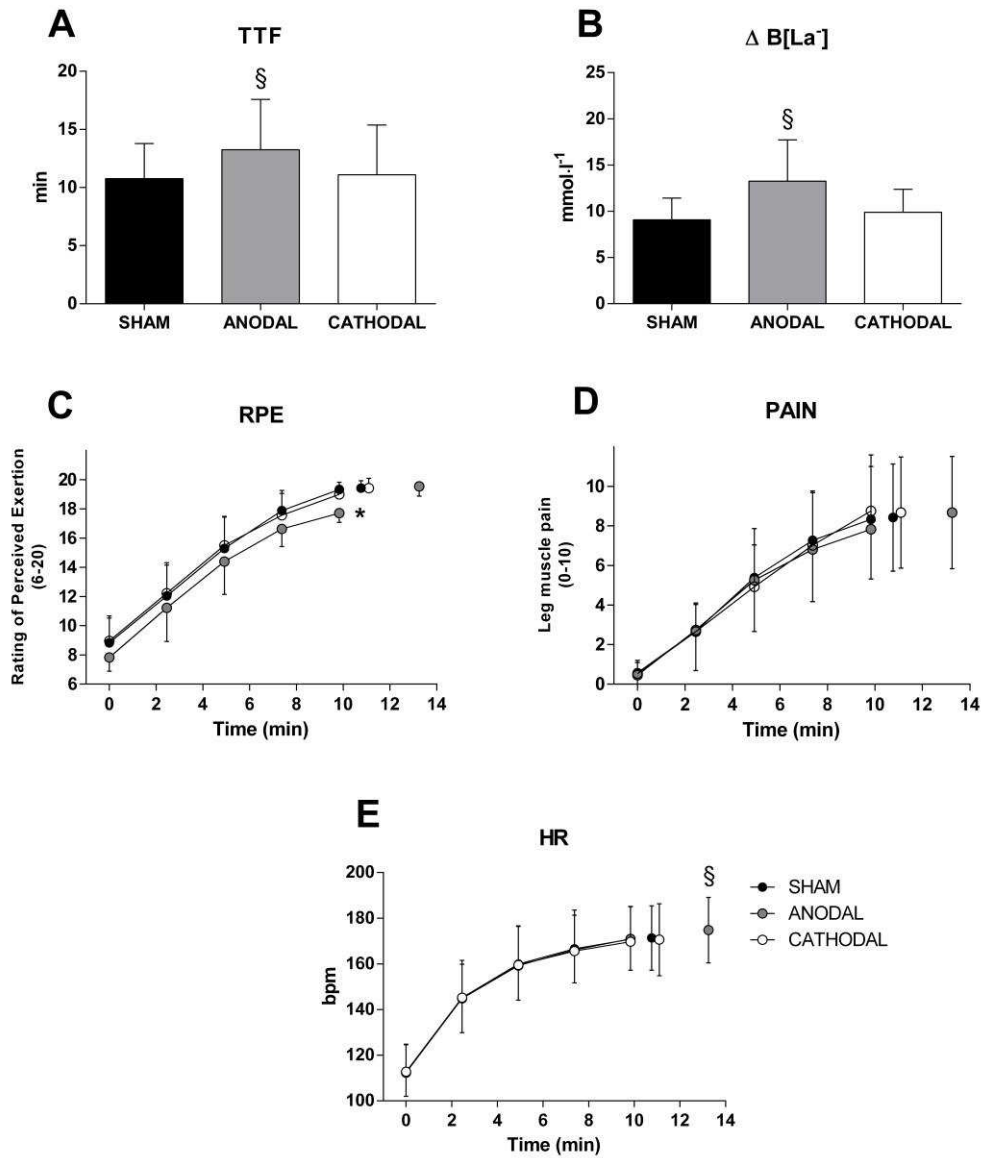 A
TTF
§
20
15
10
5
0
min
SHAM
ANODAL
CATHODAL
B
Δ B[La⁻]
§
25
20
15
10
5
0
mmol·l⁻¹
SHAM
ANODAL
CATHODAL
C
RPE
Rating of Perceived Exertion
(6-20)
20
18
16
14
12
10
8
6
*
0 2 4 6 8 10 12 14
Time (min)
D
PAIN
Leg muscle pain
(0-10)
10
8
6
4
2
0
0 2 4 6 8 10 12 14
Time (min)
E
HR
§
200
180
160
140
120
100
bpm
0 2 4 6 8 10 12 14
Time (min)
SHAM
ANODAL
CATHODAL